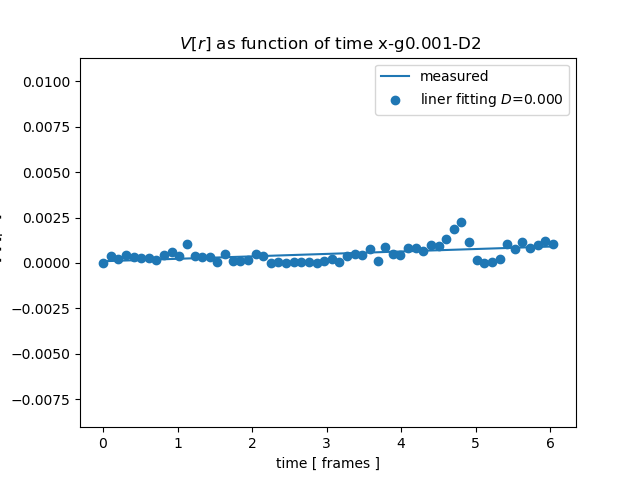 V[r] as function of time x-g0.001-D2
measured
liner fitting D=0.000
0.0100
0.0075
0.0050
0.0025
0.0000
−0.0025
−0.0050
−0.0075
0 1 2 3 4 5 6
time [ frames ]